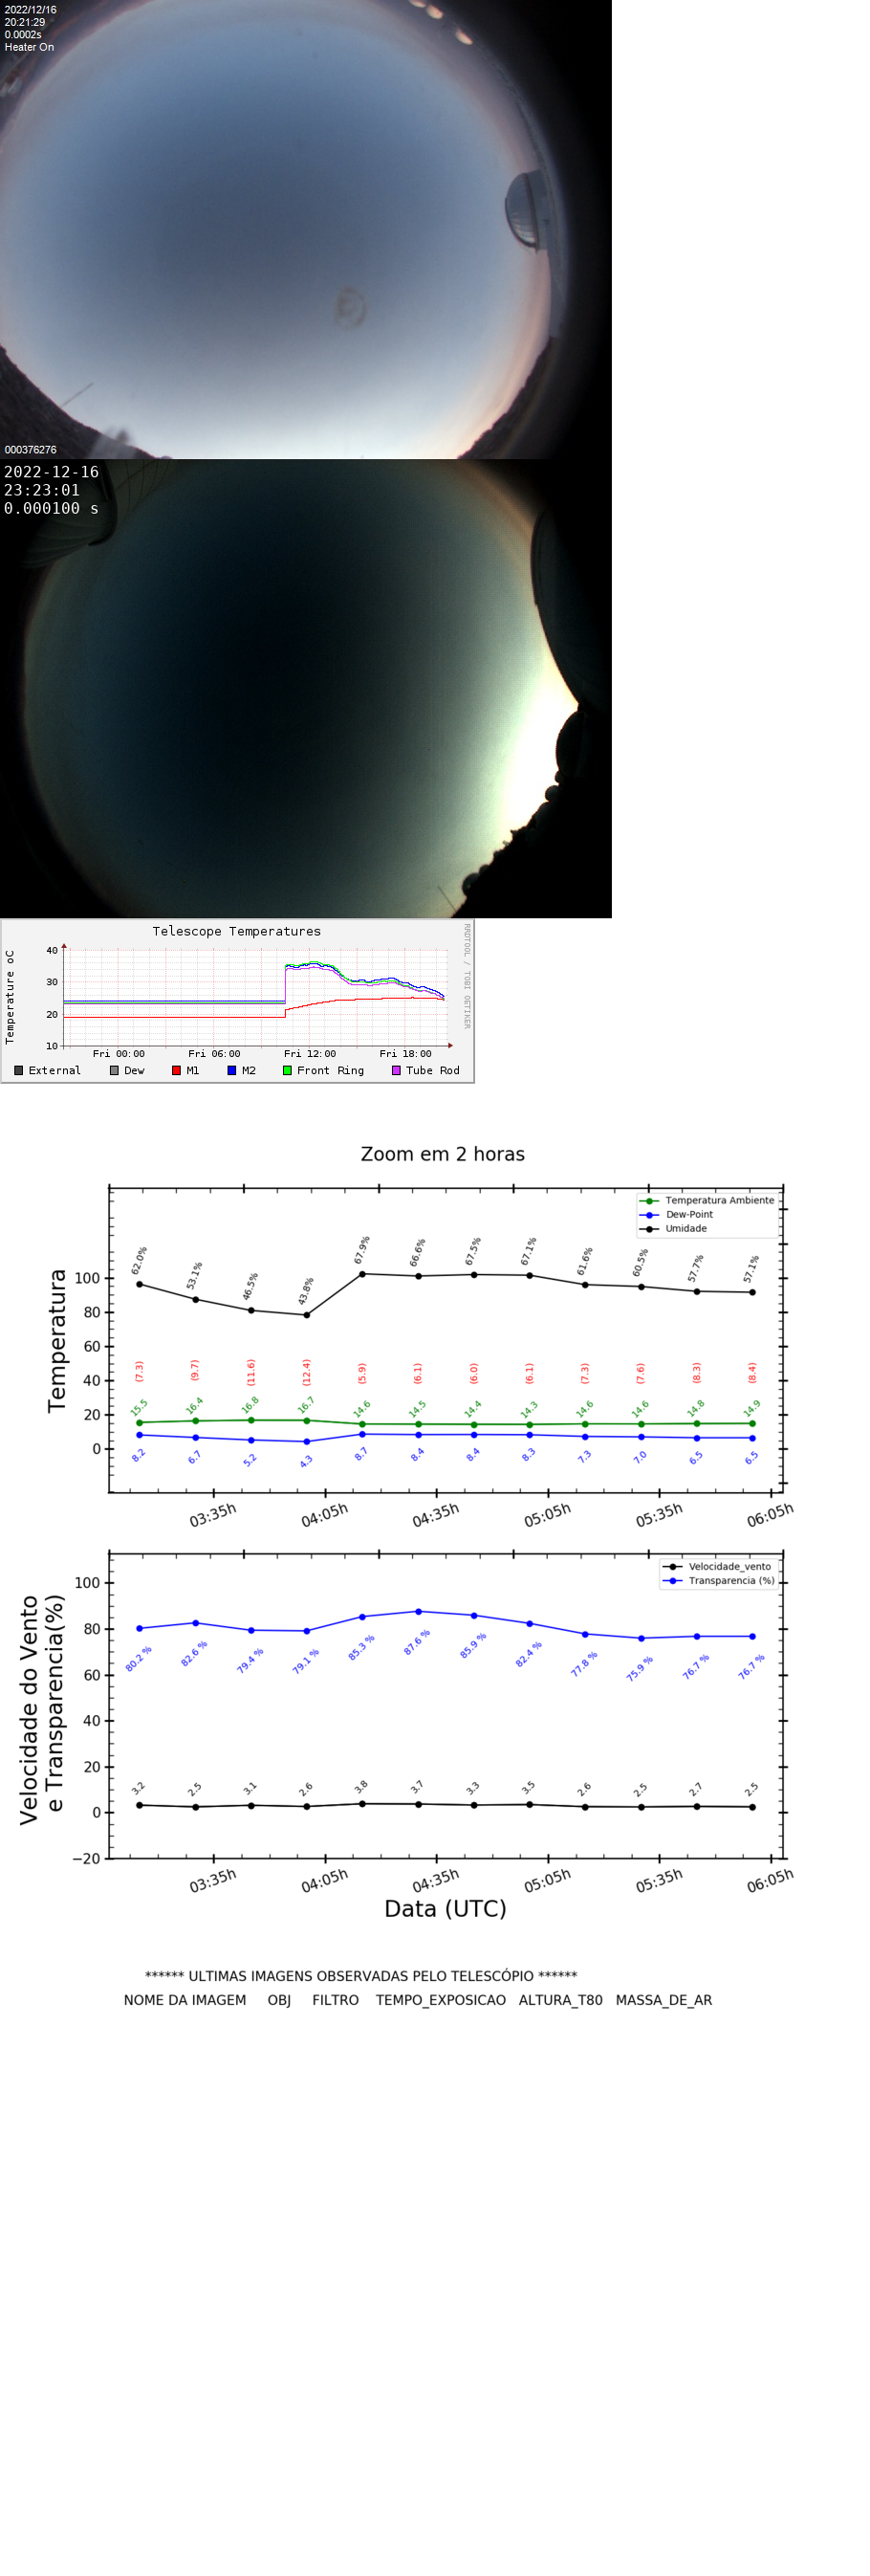 2022/12/16
20:21:29
0.0002s
Heater On
000376276
2022-12-16
23:23:01
0.000100 s
Telescope Temperatures
RRDTOOL / TOBI OETIKER
Temperature oC
40
30
20
10
Fri 00:00 Fri 06:00 Fri 12:00 Fri 18:00
External Dew M1 M2 Front Ring Tube Rod
Zoom em 2 horas
Temperatura Ambiente
Dew-Point
Umidade
Temperatura
100
80
60
40
20
0
62.0% 53.1% 46.5% 43.8% 67.9% 66.6% 67.5% 67.1% 61.6% 60.5% 57.7% 57.1%
(7.3) (9.7) (11.6) (12.4) (5.9) (6.1) (6.0) (6.1) (7.3) (7.6) (8.3) (8.4)
15.5 16.4 16.8 16.7 14.6 14.5 14.4 14.3 14.6 14.6 14.8 14.9
8.2 6.7 5.2 4.3 8.7 8.4 8.4 8.3 7.3 7.0 6.5 6.5
03:35h 04:05h 04:35h 05:05h 05:35h 06:05h
Velocidade_vento
Transparencia (%)
Velocidade do Vento
e Transparencia(%)
100
80
60
40
20
0
−20
80.2 % 82.6 % 79.4 % 79.1 % 85.3 % 87.6 % 85.9 % 82.4 % 77.8 % 75.9 % 76.7 % 76.7 %
3.2 2.5 3.1 2.6 3.8 3.7 3.3 3.5 2.6 2.5 2.7 2.5
03:35h 04:05h 04:35h 05:05h 05:35h 06:05h
Data (UTC)
****** ULTIMAS IMAGENS OBSERVADAS PELO TELESCÓPIO ******
NOME DA IMAGEM OBJ FILTRO TEMPO_EXPOSICAO ALTURA_T80 MASSA_DE_AR